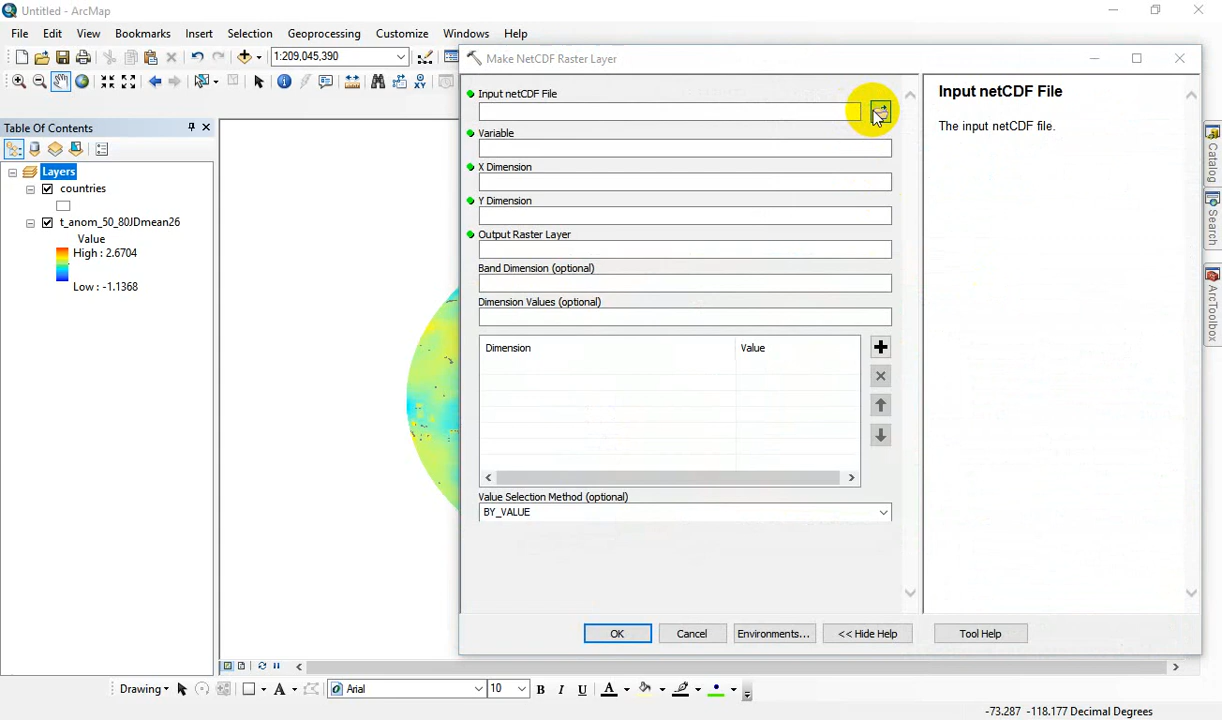 Untitled - ArcMap
File Edit View Bookmarks Insert Selection Geoprocessing Customize Windows Help
1:209,045,390
Table Of Contents
Layers
countries
t_anom_50_80JDmean26
Value
High : 2.6704
Low : -1.1368
Make NetCDF Raster Layer
Input netCDF File
Variable
X Dimension
Y Dimension
Output Raster Layer
Band Dimension (optional)
Dimension Values (optional)
Dimension Value
Value Selection Method (optional)
BY_VALUE
OK Cancel Environments... << Hide Help Tool Help
Input netCDF File
The input netCDF file.
Catalog
Search
ArcToolbox
Drawing Arial 10 B I U A
-73.287 -118.177 Decimal Degrees